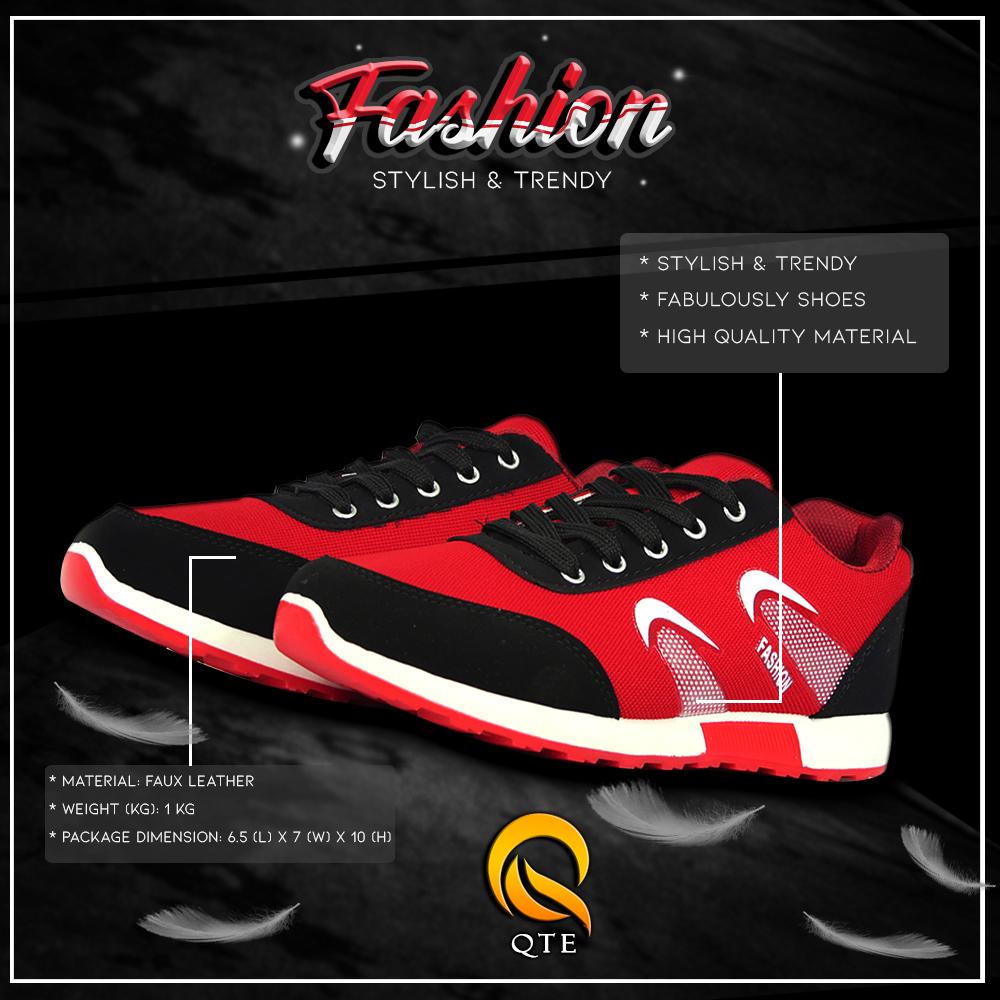 Fashion
STYLISH & TRENDY
* STYLISH & TRENDY
* FABULOUSLY SHOES
* HIGH QUALITY MATERIAL
FASHION
* MATERIAL: FAUX LEATHER
* WEIGHT (KG): 1 KG
* PACKAGE DIMENSION: 6.5 (L) X 7 (W) X 10 (H)
QTE